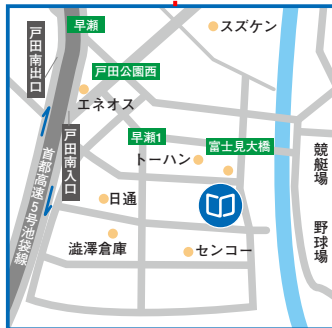 スズケン
早瀬
戸田南出口
戸田公園西
エネオス
早瀬1
トーハン
富士見大橋
戸田南入口
首都高速5号池袋線
競艇場
日通
野球場
澁澤倉庫
センコー